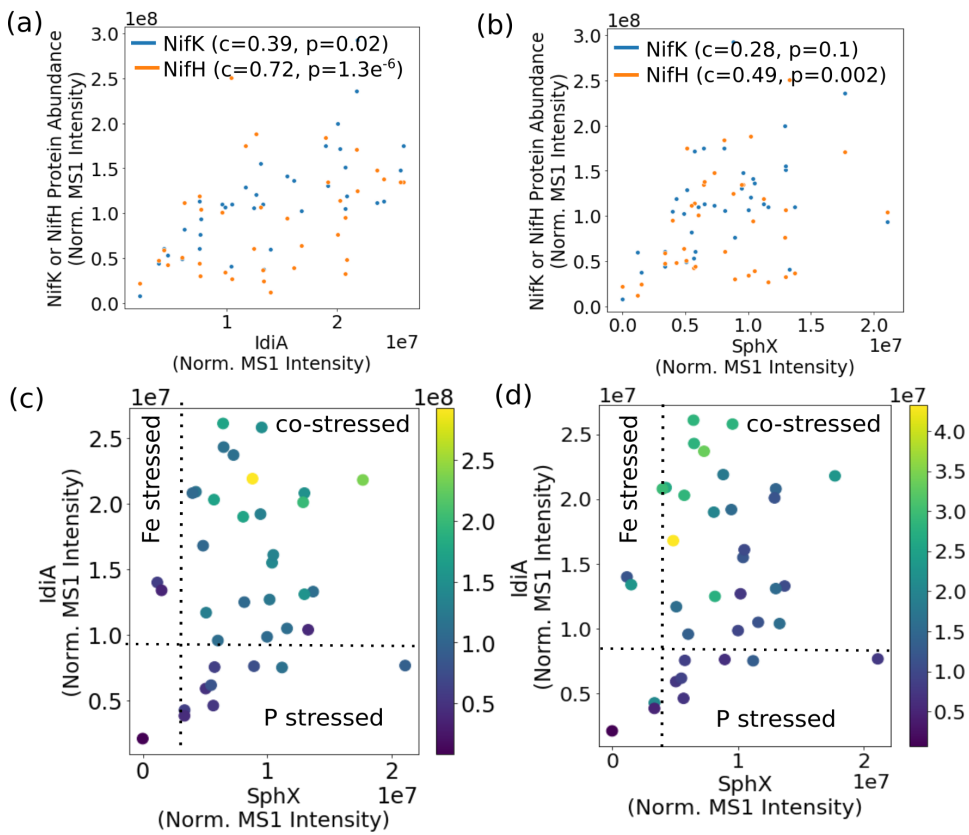 (a)
1e8
NifK (c=0.39, p=0.02)
NifH (c=0.72, p=1.3e-6)
NifK or NifH Protein Abundance
(Norm. MS1 Intensity)
3.0
2.5
2.0
1.5
1.0
0.5
0.0
1
2
1e7
IdiA
(Norm. MS1 Intensity)
(b)
1e8
NifK (c=0.28, p=0.1)
NifH (c=0.49, p=0.002)
NifK or NifH Protein Abundance
(Norm. MS1 Intensity)
3.0
2.5
2.0
1.5
1.0
0.5
0.0
0.0
0.5
1.0
1.5
2.0
1e7
SphX
(Norm. MS1 Intensity)
(c)
1e7
1e8
Fe stressed
co-stressed
P stressed
IdiA
(Norm. MS1 Intensity)
2.5
2.0
1.5
1.0
0.5
0
1
2
1e7
SphX
(Norm. MS1 Intensity)
2.5
2.0
1.5
1.0
0.5
(d)
1e7
1e7
Fe stressed
co-stressed
P stressed
IdiA
(Norm. MS1 Intensity)
2.5
2.0
1.5
1.0
0.5
0
1
2
1e7
SphX
(Norm. MS1 Intensity)
4.0
3.5
3.0
2.5
2.0
1.5
1.0
0.5